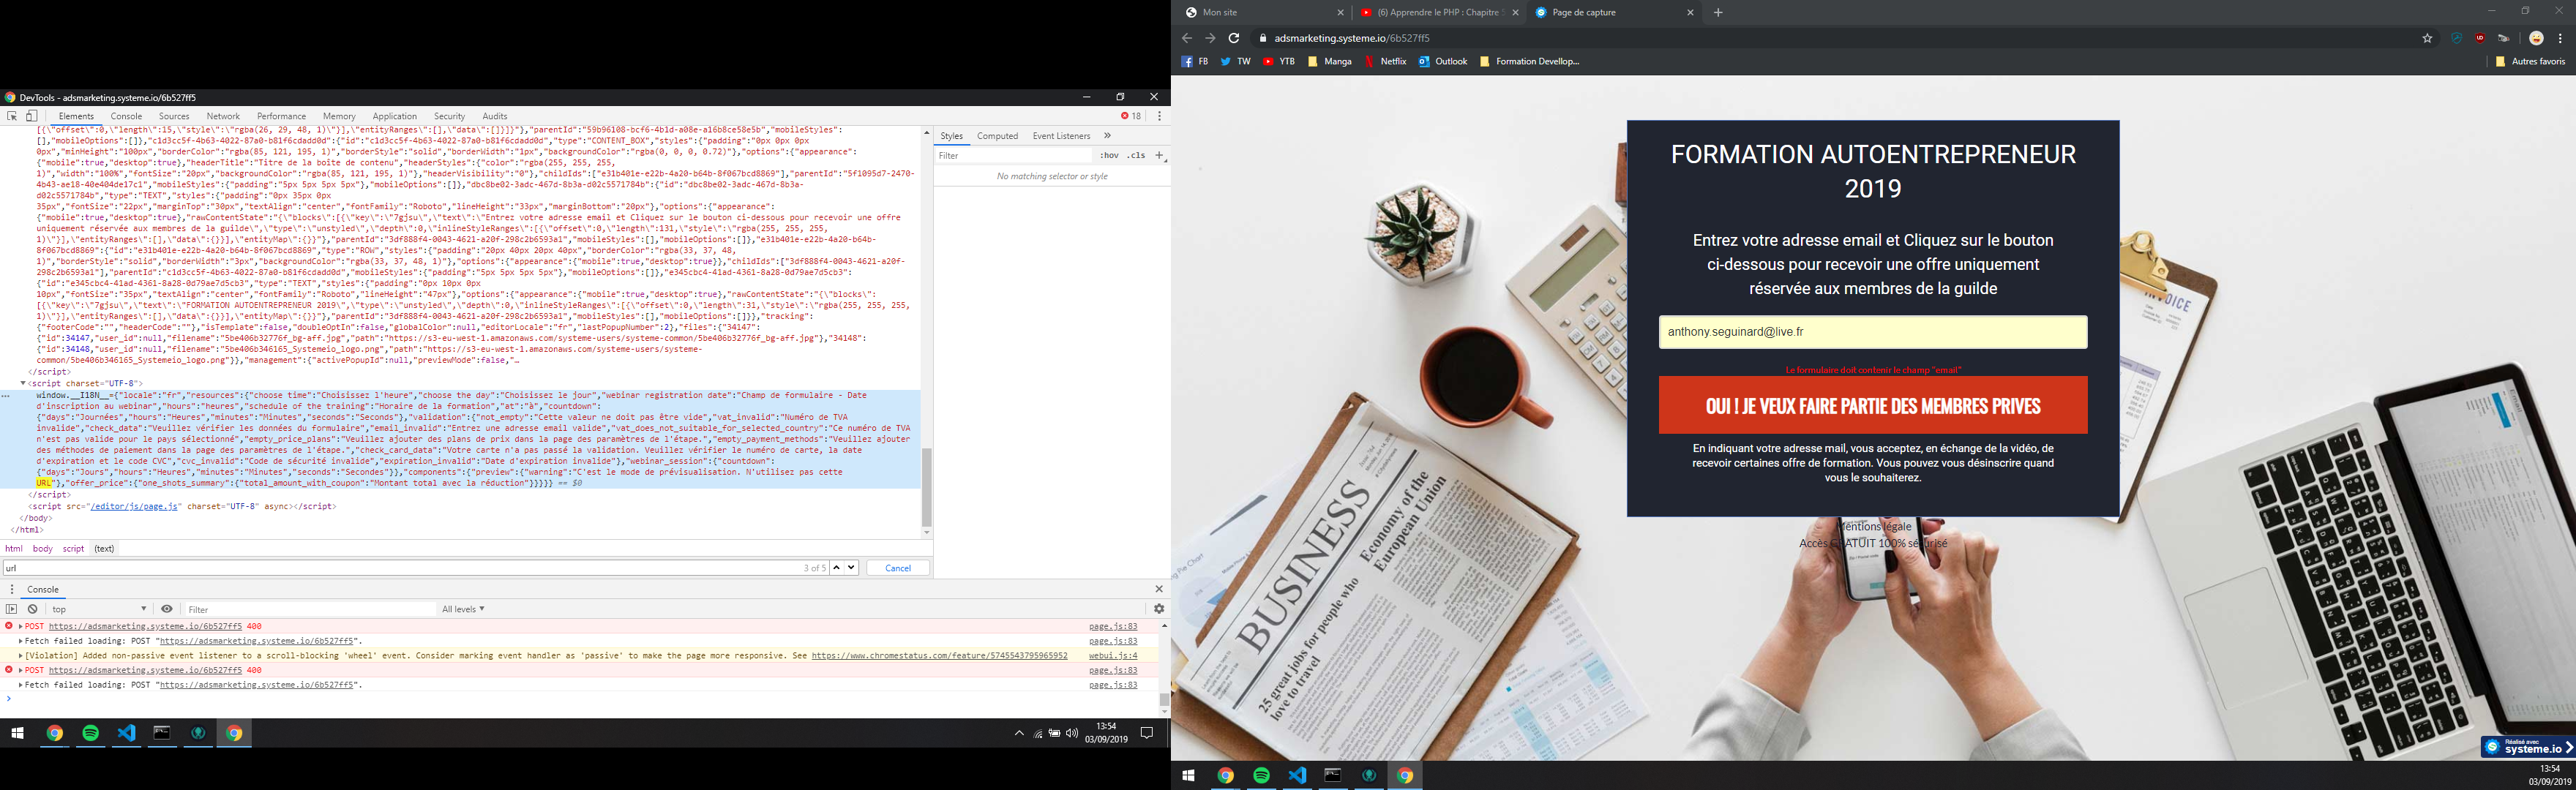 DevTools - adsmarketing.systeme.io/6b527ff5
Elements Console Sources Network Performance Memory Application Security Audits
18
[{\"offset\":0,\"length\":15,\"style\":\"rgba(26, 29, 48, 1)\"}],\"entityRanges\":[],\"data\":[]}]}"},"parentId":"59b96108-bcf6-4b1d-a08e-a16b8ce58e5b","mobileStyles":
[],"mobileOptions":[]},"c1d3cc5f-4b63-4022-87a0-b81f6cdadd0d":{"id":"c1d3cc5f-4b63-4022-87a0-b81f6cdadd0d","type":"CONTENT_BOX","styles":{"padding":"0px 0px 0px
0px","minHeight":"100px","borderColor":"rgba(85, 121, 195, 1)","borderStyle":"solid","borderWidth":"1px","backgroundColor":"rgba(0, 0, 0, 0.72)"},"options":{"appearance":
{"mobile":true,"desktop":true},"headerTitle":"Titre de la boîte de contenu","headerStyles":{"color":"rgba(255, 255, 255,
1)","width":"100%","fontSize":"20px","backgroundColor":"rgba(85, 121, 195, 1)"},"headerVisibility":"0"},"childIds":["e31b401e-e22b-4a20-b64b-8f067bcd8869"],"parentId":"5f1095d7-2470-
4b43-ae18-40e404de17c1","mobileStyles":{"padding":"5px 5px 5px 5px"},"mobileOptions":[]},"dbc8be02-3adc-467d-8b3a-d02c5571784b":{"id":"dbc8be02-3adc-467d-8b3a-
d02c5571784b","type":"TEXT","styles":{"padding":"0px 35px 0px
35px","fontSize":"22px","marginTop":"30px","textAlign":"center","fontFamily":"Roboto","lineHeight":"33px","marginBottom":"20px"},"options":{"appearance":
{"mobile":true,"desktop":true},"rawContentState":"{\"blocks\":[{\"key\":\"7gjsu\",\"text\":\"Entrez votre adresse email et Cliquez sur le bouton ci-dessous pour recevoir une offre
uniquement réservée aux membres de la guilde\",\"type\":\"unstyled\",\"depth\":0,\"inlineStyleRanges\":[{\"offset\":0,\"length\":131,\"style\":\"rgba(255, 255, 255,
1)\"}],\"entityRanges\":[],\"data\":{}}],\"entityMap\":{}}"},"parentId":"3df888f4-0043-4621-a20f-298c2b6593a1","mobileStyles":[],"mobileOptions":[]},"e31b401e-e22b-4a20-b64b-
8f067bcd8869":{"id":"e31b401e-e22b-4a20-b64b-8f067bcd8869","type":"ROW","styles":{"padding":"20px 40px 20px 40px","borderColor":"rgba(33, 37, 48,
1)","borderStyle":"solid","borderWidth":"3px","backgroundColor":"rgba(33, 37, 48, 1)"},"options":{"appearance":{"mobile":true,"desktop":true}},"childIds":["3df888f4-0043-4621-a20f-
298c2b6593a1"],"parentId":"c1d3cc5f-4b63-4022-87a0-b81f6cdadd0d","mobileStyles":{"padding":"5px 5px 5px 5px"},"mobileOptions":[]},"e345cbc4-41ad-4361-8a28-0d79ae7d5cb3":
{"id":"e345cbc4-41ad-4361-8a28-0d79ae7d5cb3","type":"TEXT","styles":{"padding":"0px 10px 0px
10px","fontSize":"35px","textAlign":"center","fontFamily":"Roboto","lineHeight":"47px"},"options":{"appearance":{"mobile":true,"desktop":true},"rawContentState":"{\"blocks\":
[{\"key\":\"7gjsu\",\"text\":\"FORMATION AUTOENTREPRENEUR 2019\",\"type\":\"unstyled\",\"depth\":0,\"inlineStyleRanges\":[{\"offset\":0,\"length\":31,\"style\":\"rgba(255, 255, 255,
1)\"}],\"entityRanges\":[],\"data\":{}}],\"entityMap\":{}}"},"parentId":"3df888f4-0043-4621-a20f-298c2b6593a1","mobileStyles":[],"mobileOptions":[]}},"tracking":
{"footerCode":"","headerCode":""},"isTemplate":false,"doubleOptIn":false,"globalColor":null,"editorLocale":"fr","lastPopupNumber":2},"files":{"34147":
{"id":34147,"user_id":null,"filename":"5be406b32776f_bg-aff.jpg","path":"https://s3-eu-west-1.amazonaws.com/systeme-users/systeme-common/5be406b32776f_bg-aff.jpg"},"34148":
{"id":34148,"user_id":null,"filename":"5be406b346165_Systemeio_logo.png","path":"https://s3-eu-west-1.amazonaws.com/systeme-users/systeme-
common/5be406b346165_Systemeio_logo.png"}},"management":{"activePopupId":null,"previewMode":false,"…
</script>
<script charset="UTF-8">
window.__I18N__={"locale":"fr","resources":{"choose time":"Choisissez l'heure","choose the day":"Choisissez le jour","webinar registration date":"Champ de formulaire - Date
d'inscription au webinar","hours":"heures","schedule of the training":"Horaire de la formation","at":"à","countdown":
{"days":"Journées","hours":"Heures","minutes":"Minutes","seconds":"Seconds"},"validation":{"not_empty":"Cette valeur ne doit pas être vide","vat_invalid":"Numéro de TVA
invalide","check_data":"Veuillez vérifier les données du formulaire","email_invalid":"Entrez une adresse email valide","vat_does_not_suitable_for_selected_country":"Ce numéro de TVA
n'est pas valide pour le pays sélectionné","empty_price_plans":"Veuillez ajouter des plans de prix dans la page des paramètres de l'étape.","empty_payment_methods":"Veuillez ajouter
des méthodes de paiement dans la page des paramètres de l'étape.","check_card_data":"Votre carte n'a pas passé la validation. Veuillez vérifier le numéro de carte, la date
d'expiration et le code CVC","cvc_invalid":"Code de sécurité invalide","expiration_invalid":"Date d'expiration invalide"},"webinar_session":{"countdown":
{"days":"Jours","hours":"Heures","minutes":"Minutes","seconds":"Secondes"}},"components":{"preview":{"warning":"C'est le mode de prévisualisation. N'utilisez pas cette
URL"},"offer_price":{"one_shots_summary":{"total_amount_with_coupon":"Montant total avec la réduction"}}}}} == $0
</script>
<script src="/editor/js/page.js" charset="UTF-8" async></script>
</body>
</html>
html body script (text)
url 3 of 5 Cancel
Styles Computed Event Listeners »
Filter :hov .cls +
No matching selector or style
Console
top Filter All levels
POST https://adsmarketing.systeme.io/6b527ff5 400 page.js:83
Fetch failed loading: POST "https://adsmarketing.systeme.io/6b527ff5". page.js:83
[Violation] Added non-passive event listener to a scroll-blocking 'wheel' event. Consider marking event handler as 'passive' to make the page more responsive. See https://www.chromestatus.com/feature/5745543795965952 webui.js:4
POST https://adsmarketing.systeme.io/6b527ff5 400 page.js:83
Fetch failed loading: POST "https://adsmarketing.systeme.io/6b527ff5". page.js:83
13:54
03/09/2019
Mon site
(6) Apprendre le PHP : Chapitre 5
Page de capture
adsmarketing.systeme.io/6b527ff5
FB TW YTB Manga Netflix Outlook Formation Devellop... Autres favoris
FORMATION AUTOENTREPRENEUR
2019
Entrez votre adresse email et Cliquez sur le bouton
ci-dessous pour recevoir une offre uniquement
réservée aux membres de la guilde
anthony.seguinard@live.fr
Le formulaire doit contenir le champ "email"
OUI ! JE VEUX FAIRE PARTIE DES MEMBRES PRIVES
En indiquant votre adresse mail, vous acceptez, en échange de la vidéo, de
recevoir certaines offre de formation. Vous pouvez vous désinscrire quand
vous le souhaiterez.
Mentions légale
Accès GRATUIT 100% sécurisé
INVOICE
BUSINESS
Economy of the
European Union
25 great jobs for people who
love to travel
Pie Chart
Réalisé avec
systeme.io
13:54
03/09/2019